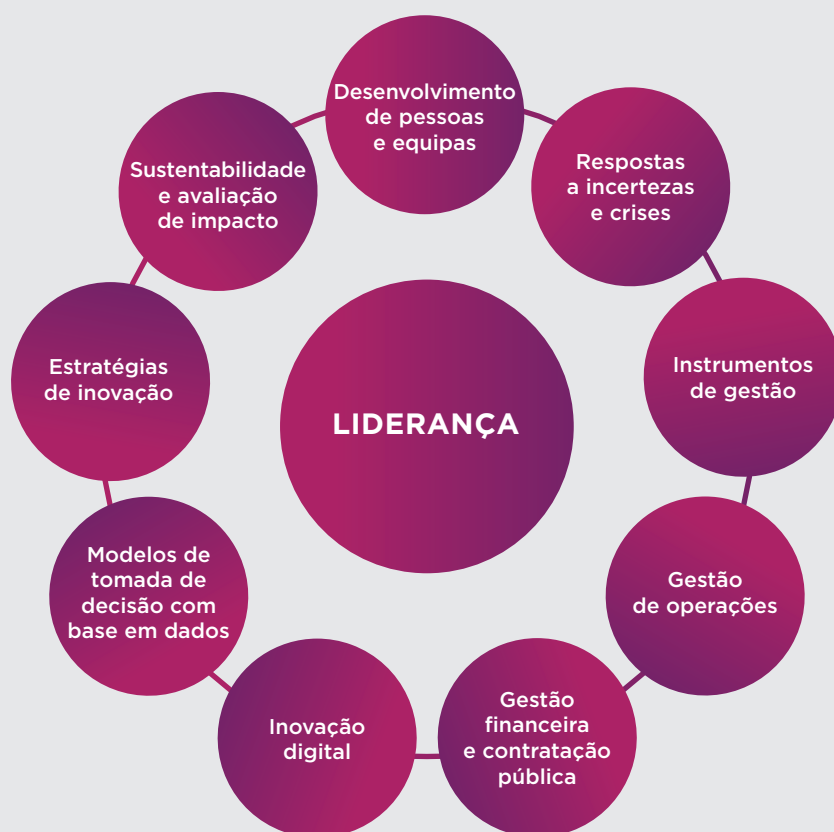 Desenvolvimento
de pessoas
e equipas
Respostas
a incertezas
e crises
Instrumentos
de gestão
Gestão
de operações
Gestão
financeira
e contratação
pública
Inovação
digital
Modelos de
tomada de
decisão com
base em dados
Estratégias
de inovação
Sustentabilidade
e avaliação
de impacto
LIDERANÇA